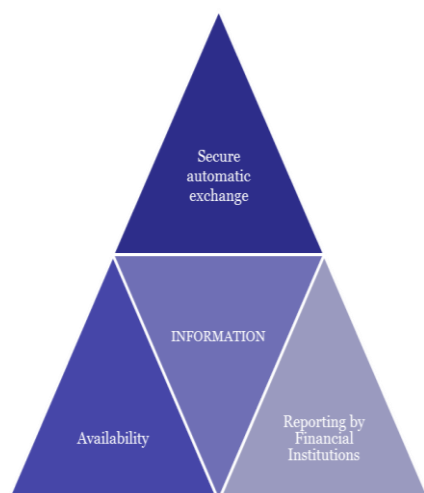 Secure
automatic
exchange
INFORMATION
Availability
Reporting by
Financial
Institutions